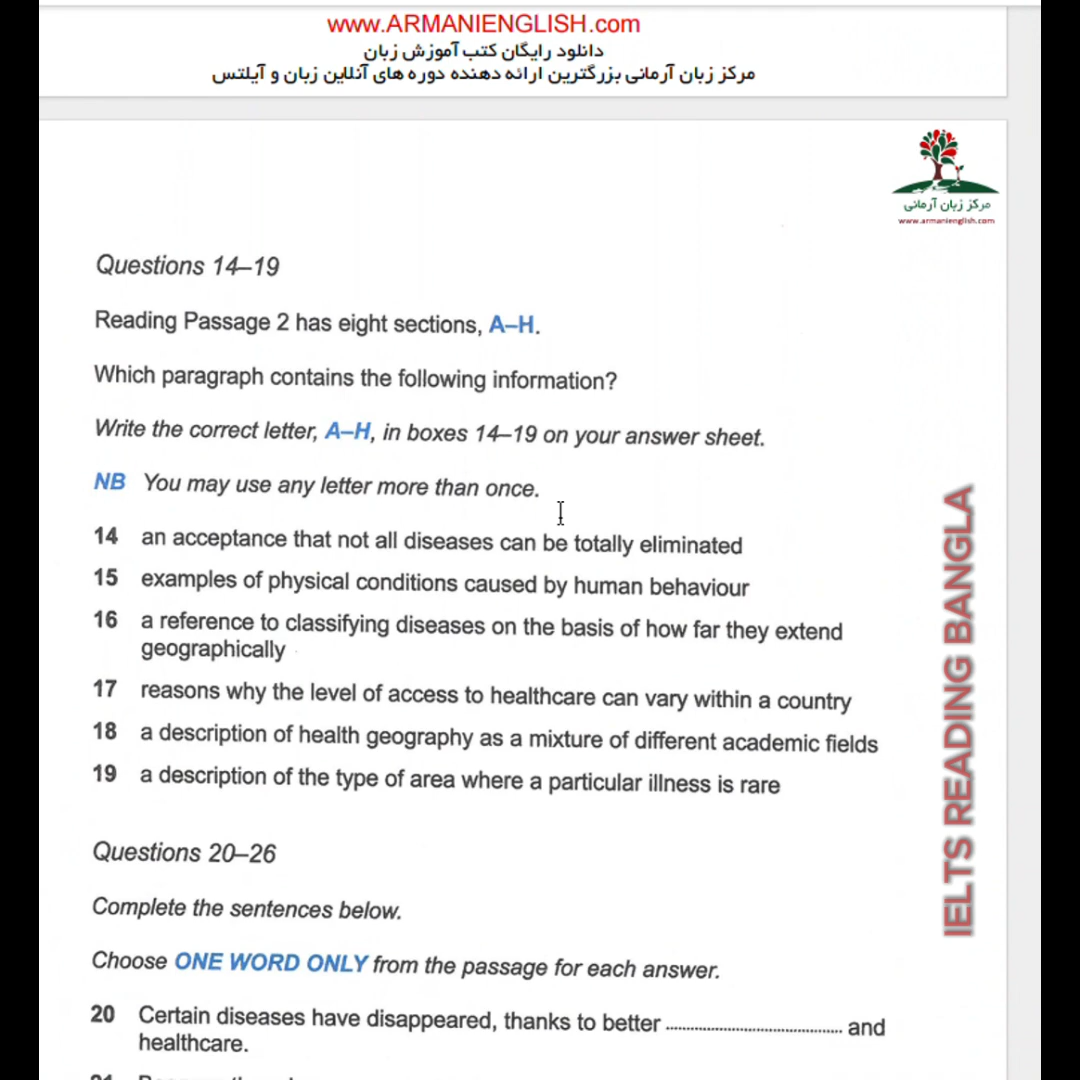 www.ARMANIENGLISH.com
دانلود رایگان کتب آموزش زبان
مرکز زبان آرمانی بزرگترین ارائه دهنده دوره های آنلاین زبان و آیلتس
مرکز زبان آرمانی
www.armanienglish.com
Questions 14–19
Reading Passage 2 has eight sections, A–H.
Which paragraph contains the following information?
Write the correct letter, A–H, in boxes 14–19 on your answer sheet.
NB You may use any letter more than once.
14 an acceptance that not all diseases can be totally eliminated
15 examples of physical conditions caused by human behaviour
16 a reference to classifying diseases on the basis of how far they extend
geographically
17 reasons why the level of access to healthcare can vary within a country
18 a description of health geography as a mixture of different academic fields
19 a description of the type of area where a particular illness is rare
IELTS READING BANGLA
Questions 20–26
Complete the sentences below.
Choose ONE WORD ONLY from the passage for each answer.
20 Certain diseases have disappeared, thanks to better ........................................ and
healthcare.